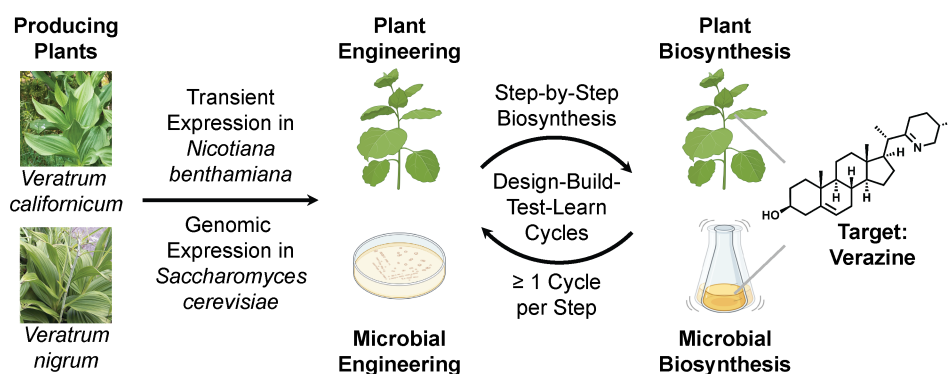 Producing
Plants
Veratrum
californicum
Veratrum
nigrum
Transient
Expression in
Nicotiana
benthamiana
Genomic
Expression in
Saccharomyces
cerevisiae
Plant
Engineering
Microbial
Engineering
Step-by-Step
Biosynthesis
Design-Build-
Test-Learn
Cycles
≥ 1 Cycle
per Step
Plant
Biosynthesis
Microbial
Biosynthesis
N
H
H
H
H
HO
Target:
Verazine